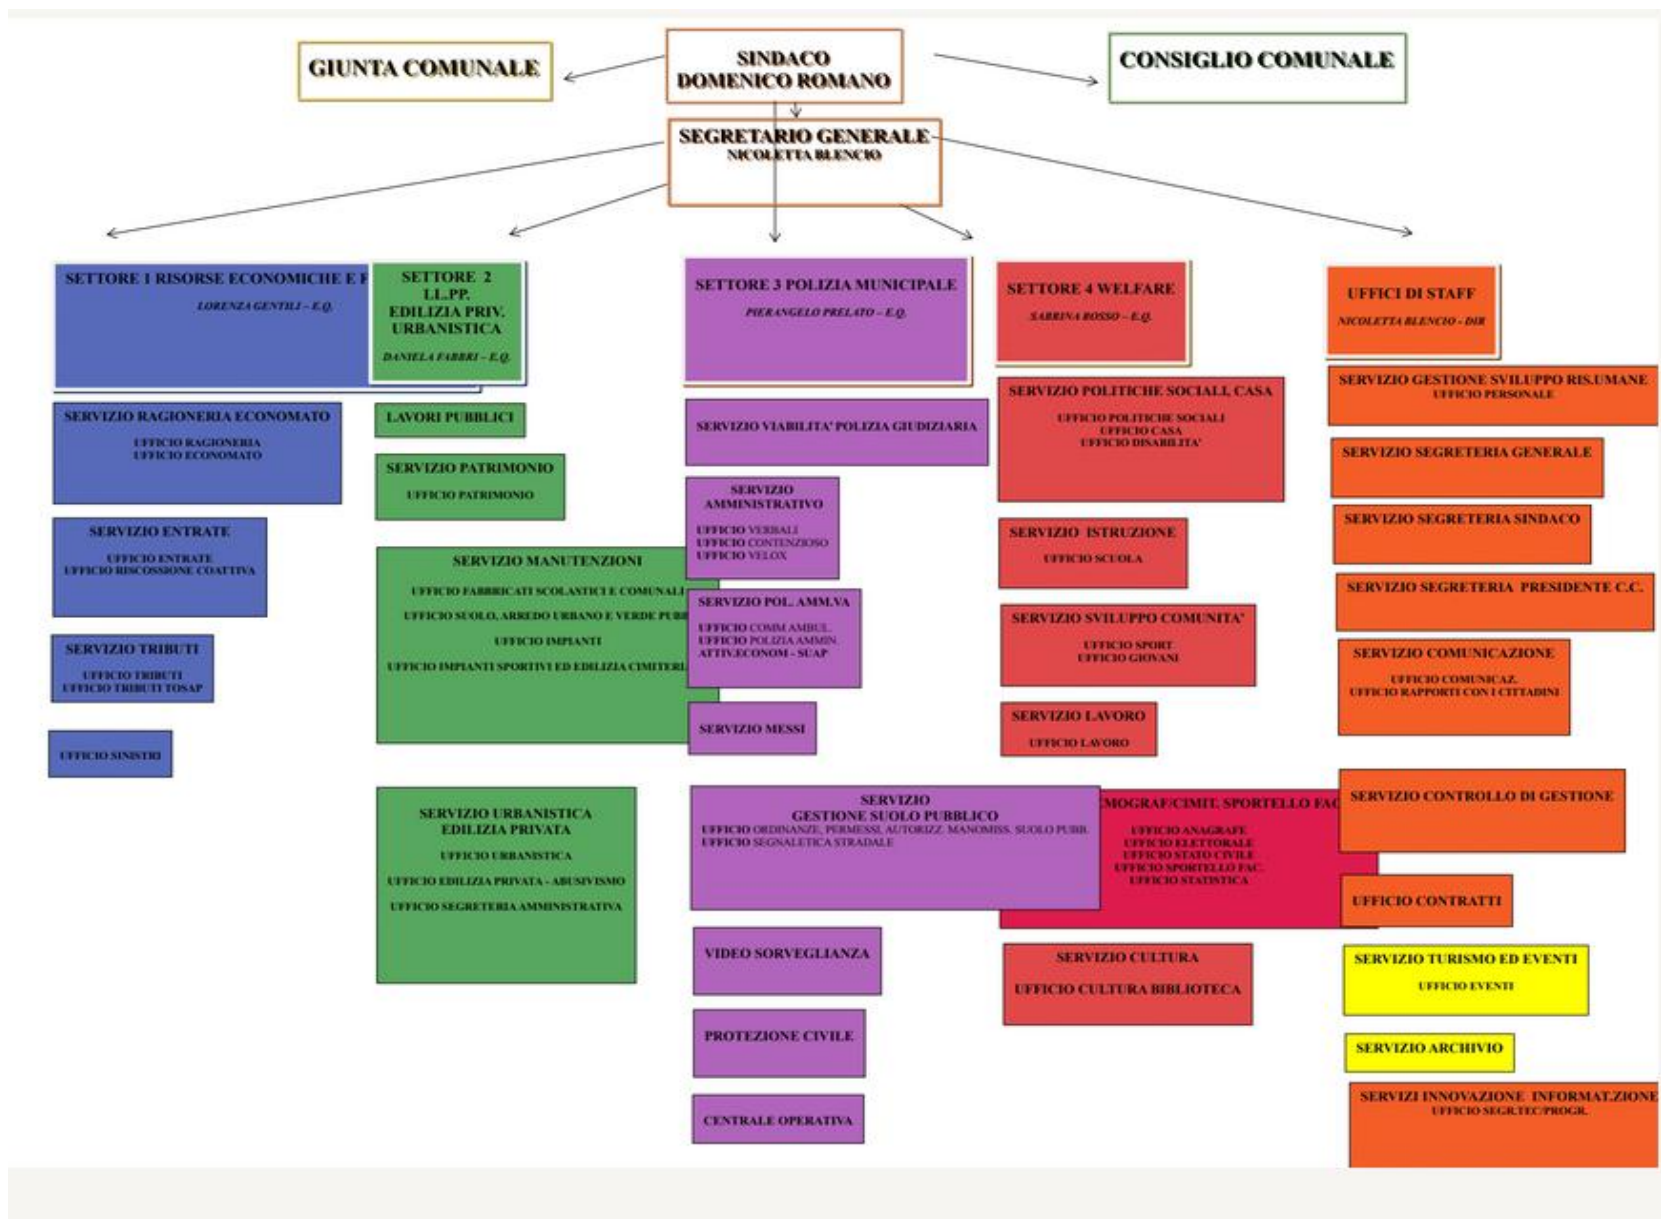 GIUNTA COMUNALE
SINDACO
DOMENICO ROMANO
CONSIGLIO COMUNALE
SEGRETARIO GENERALE
NICOLETTA BLENCIO
SETTORE 1 RISORSE ECONOMICHE E F
LORENZA GENTILI – E.Q.
SERVIZIO RAGIONERIA ECONOMATO
UFFICIO RAGIONERIA
UFFICIO ECONOMATO
SERVIZIO ENTRATE
UFFICIO ENTRATE
UFFICIO RISCOSSIONE COATTIVA
SERVIZIO TRIBUTI
UFFICIO TRIBUTI
UFFICIO TRIBUTI TOSAP
UFFICIO SINISTRI
SETTORE 2
LL.PP.
EDILIZIA PRIV.
URBANISTICA
DANIELA FABBRI – E.Q.
LAVORI PUBBLICI
SERVIZIO PATRIMONIO
UFFICIO PATRIMONIO
SERVIZIO MANUTENZIONI
UFFICIO FABBRICATI SCOLASTICI E COMUNALI
UFFICIO SUOLO, ARREDO URBANO E VERDE PUBB
UFFICIO IMPIANTI
UFFICIO IMPIANTI SPORTIVI ED EDILIZIA CIMITERI
SERVIZIO URBANISTICA
EDILIZIA PRIVATA
UFFICIO URBANISTICA
UFFICIO EDILIZIA PRIVATA - ABUSIVISMO
UFFICIO SEGRETERIA AMMINISTRATIVA
SETTORE 3 POLIZIA MUNICIPALE
PIERANGELO PRELATO – E.Q.
SERVIZIO VIABILITA' POLIZIA GIUDIZIARIA
SERVIZIO
AMMINISTRATIVO
UFFICIO VERBALI
UFFICIO CONTENZIOSO
UFFICIO VELOX
SERVIZIO POL. AMM.VA
UFFICIO COMM AMBUL.
UFFICIO POLIZIA AMMIN.
ATTIV.ECONOM - SUAP
SERVIZIO MESSI
SERVIZIO
GESTIONE SUOLO PUBBLICO
UFFICIO ORDINANZE, PERMESSI, AUTORIZZ. MANOMISS. SUOLO PUBB.
UFFICIO SEGNALETICA STRADALE
VIDEO SORVEGLIANZA
PROTEZIONE CIVILE
CENTRALE OPERATIVA
SETTORE 4 WELFARE
SABRINA ROSSO – E.Q.
SERVIZIO POLITICHE SOCIALI, CASA
UFFICIO POLITICHE SOCIALI
UFFICIO CASA
UFFICIO DISABILITA'
SERVIZIO ISTRUZIONE
UFFICIO SCUOLA
SERVIZIO SVILUPPO COMUNITA'
UFFICIO SPORT
UFFICIO GIOVANI
SERVIZIO LAVORO
UFFICIO LAVORO
MOGRAF/CIMIT. SPORTELLO FAC
UFFICIO ANAGRAFE
UFFICIO ELETTORALE
UFFICIO STATO CIVILE
UFFICIO SPORTELLO FAC.
UFFICIO STATISTICA
SERVIZIO CULTURA
UFFICIO CULTURA BIBLIOTECA
UFFICI DI STAFF
NICOLETTA BLENCIO - DIR
SERVIZIO GESTIONE SVILUPPO RIS.UMANE
UFFICIO PERSONALE
SERVIZIO SEGRETERIA GENERALE
SERVIZIO SEGRETERIA SINDACO
SERVIZIO SEGRETERIA PRESIDENTE C.C.
SERVIZIO COMUNICAZIONE
UFFICIO COMUNICAZ.
UFFICIO RAPPORTI CON I CITTADINI
SERVIZIO CONTROLLO DI GESTIONE
UFFICIO CONTRATTI
SERVIZIO TURISMO ED EVENTI
UFFICIO EVENTI
SERVIZIO ARCHIVIO
SERVIZI INNOVAZIONE INFORMAT.ZIONE
UFFICIO SEGR.TEC/PROGR.